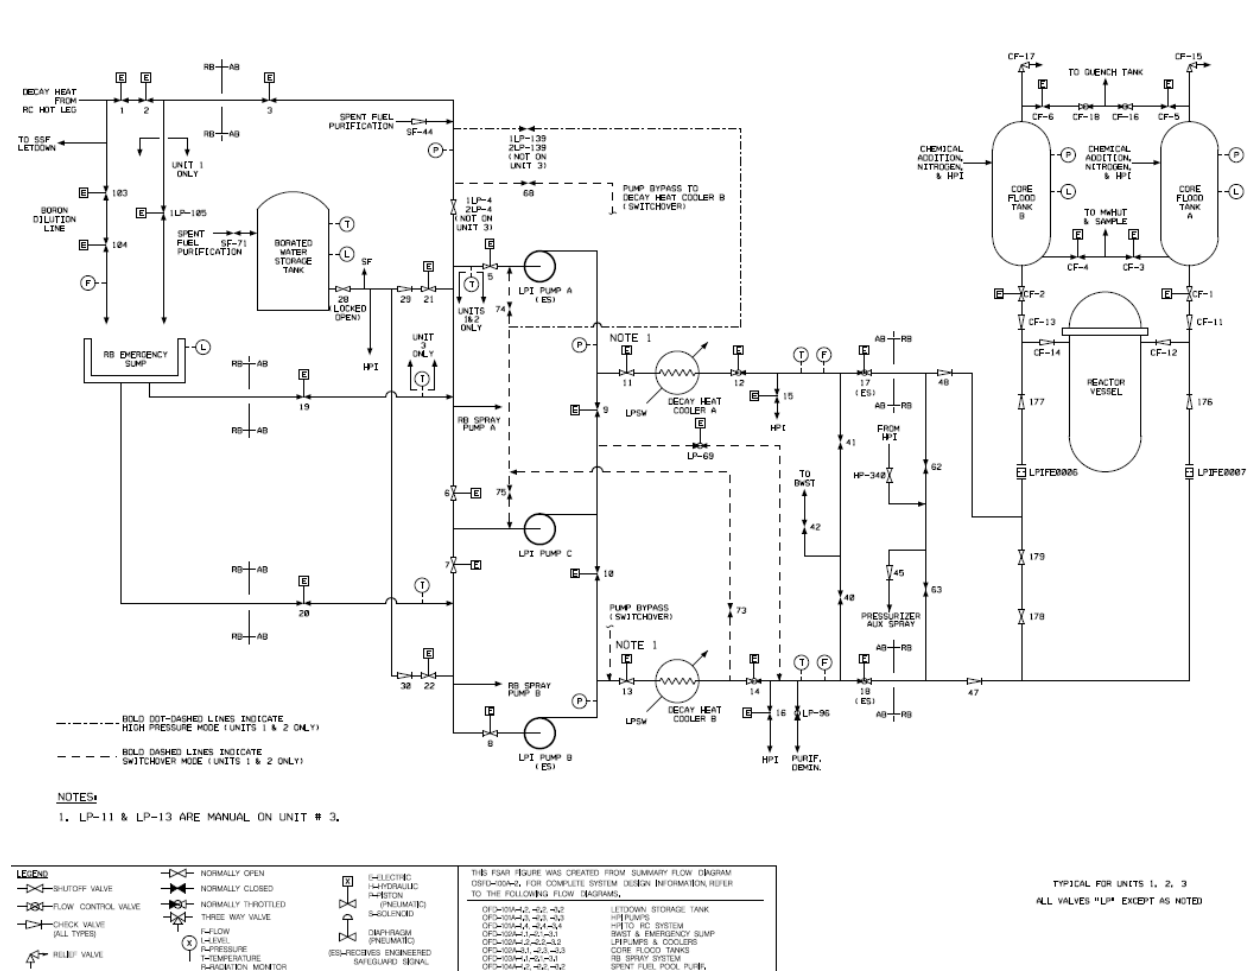 CF-17
CF-15
RB
AB
E
E
E
TO QUENCH TANK
E
E
DECAY HEAT
FROM
RC HOT LEG
1
2
3
SPENT FUEL
PURIFICATION
SF-44
CF-6
CF-18
CF-16
CF-5
RB
AB
TO SSF
LETDOWN
1LP-139
2LP-139
(NOT ON
UNIT 3)
P
UNIT 1
ONLY
CHEMICAL
ADDITION,
NITROGEN,
& HPI
P
CHEMICAL
ADDITION,
NITROGEN,
& HPI
P
E
103
68
PUMP BYPASS TO
DECAY HEAT COOLER B
(SWITCHOVER)
CORE
FLOOD
TANK
B
L
CORE
FLOOD
TANK
A
L
BORON
DILUTION
LINE
E
1LP-105
1LP-4
2LP-4
(NOT ON
UNIT 3)
TO MWHUT
& SAMPLE
T
SPENT
FUEL
PURIFICATION
SF-71
BORATED
WATER
STORAGE
TANK
E
104
L
SF
E
E
5
E
E
CF-4
CF-3
F
28
(LOCKED
OPEN)
29
21
T
LPI PUMP A
(ES)
E
CF-2
E
CF-1
UNITS
1&2
ONLY
74
CF-13
CF-11
RB EMERGENCY
SUMP
L
UNIT
3
ONLY
NOTE 1
P
E
E
T
F
AB
RB
CF-14
CF-12
RB
AB
HPI
T
11
12
17
(ES)
48
REACTOR
VESSEL
E
19
DECAY HEAT
COOLER A
LPSW
E
15
HPI
RB SPRAY
PUMP A
E
9
E
AB
RB
FROM
HPI
177
176
RB
AB
LP-69
41
TO
BWST
HP-340
62
LPIFE0006
LPIFE0007
6
E
75
42
LPI PUMP C
7
E
179
RB
AB
E
T
E
10
45
63
40
20
PUMP BYPASS
(SWITCHOVER)
73
PRESSURIZER
AUX SPRAY
178
RB
AB
NOTE 1
AB
RB
E
E
E
T
F
E
30
22
RB SPRAY
PUMP B
13
14
18
(ES)
47
P
LPSW
DECAY HEAT
COOLER B
E
16
LP-96
AB
RB
E
8
LPI PUMP B
(ES)
HPI
PURIF.
DEMIN.
BOLD DOT-DASHED LINES INDICATE
HIGH PRESSURE MODE (UNITS 1 & 2 ONLY)
BOLD DASHED LINES INDICATE
SWITCHOVER MODE (UNITS 1 & 2 ONLY)
NOTES:
1. LP-11 & LP-13 ARE MANUAL ON UNIT # 3.
LEGEND
SHUTOFF VALVE
FLOW CONTROL VALVE
CHECK VALVE
(ALL TYPES)
RELIEF VALVE
NORMALLY OPEN
NORMALLY CLOSED
NORMALLY THROTTLED
THREE WAY VALVE
X
F-FLOW
L-LEVEL
P-PRESSURE
T-TEMPERATURE
R-RADIATION MONITOR
X
E-ELECTRIC
H-HYDRAULIC
P-PISTON
(PNEUMATIC)
S-SOLENOID
DIAPHRAGM
(PNEUMATIC)
(ES)-RECEIVES ENGINEERED
SAFEGUARD SIGNAL
THIS FSAR FIGURE WAS CREATED FROM SUMMARY FLOW DIAGRAM
OSFD-100A-2. FOR COMPLETE SYSTEM DESIGN INFORMATION, REFER
TO THE FOLLOWING FLOW DIAGRAMS.
LETDOWN STORAGE TANK
HPI PUMPS
HPI TO RC SYSTEM
BWST & EMERGENCY SUMP
LPI PUMPS & COOLERS
CORE FLOOD TANKS
RB SPRAY SYSTEM
SPENT FUEL POOL PURIF.
TYPICAL FOR UNITS 1, 2, 3
ALL VALVES "LP" EXCEPT AS NOTED